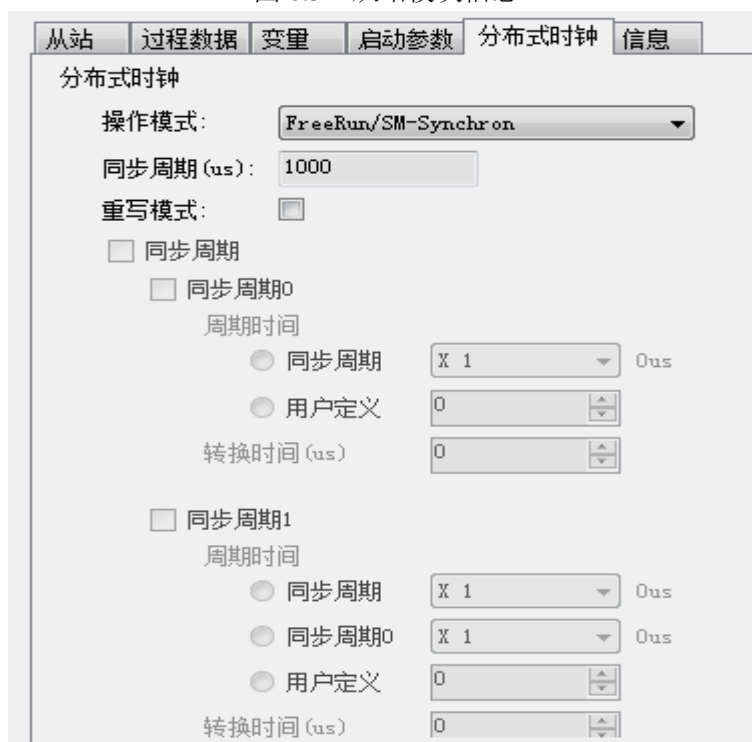 从站 过程数据 变量 启动参数 分布式时钟 信息
分布式时钟
操作模式: FreeRun/SM-Synchron
同步周期(us): 1000
重写模式:
同步周期
同步周期0
周期时间
同步周期 X 1 0us
用户定义 0
转换时间(us) 0
同步周期1
周期时间
同步周期 X 1 0us
同步周期0 X 1 0us
用户定义 0
转换时间(us) 0